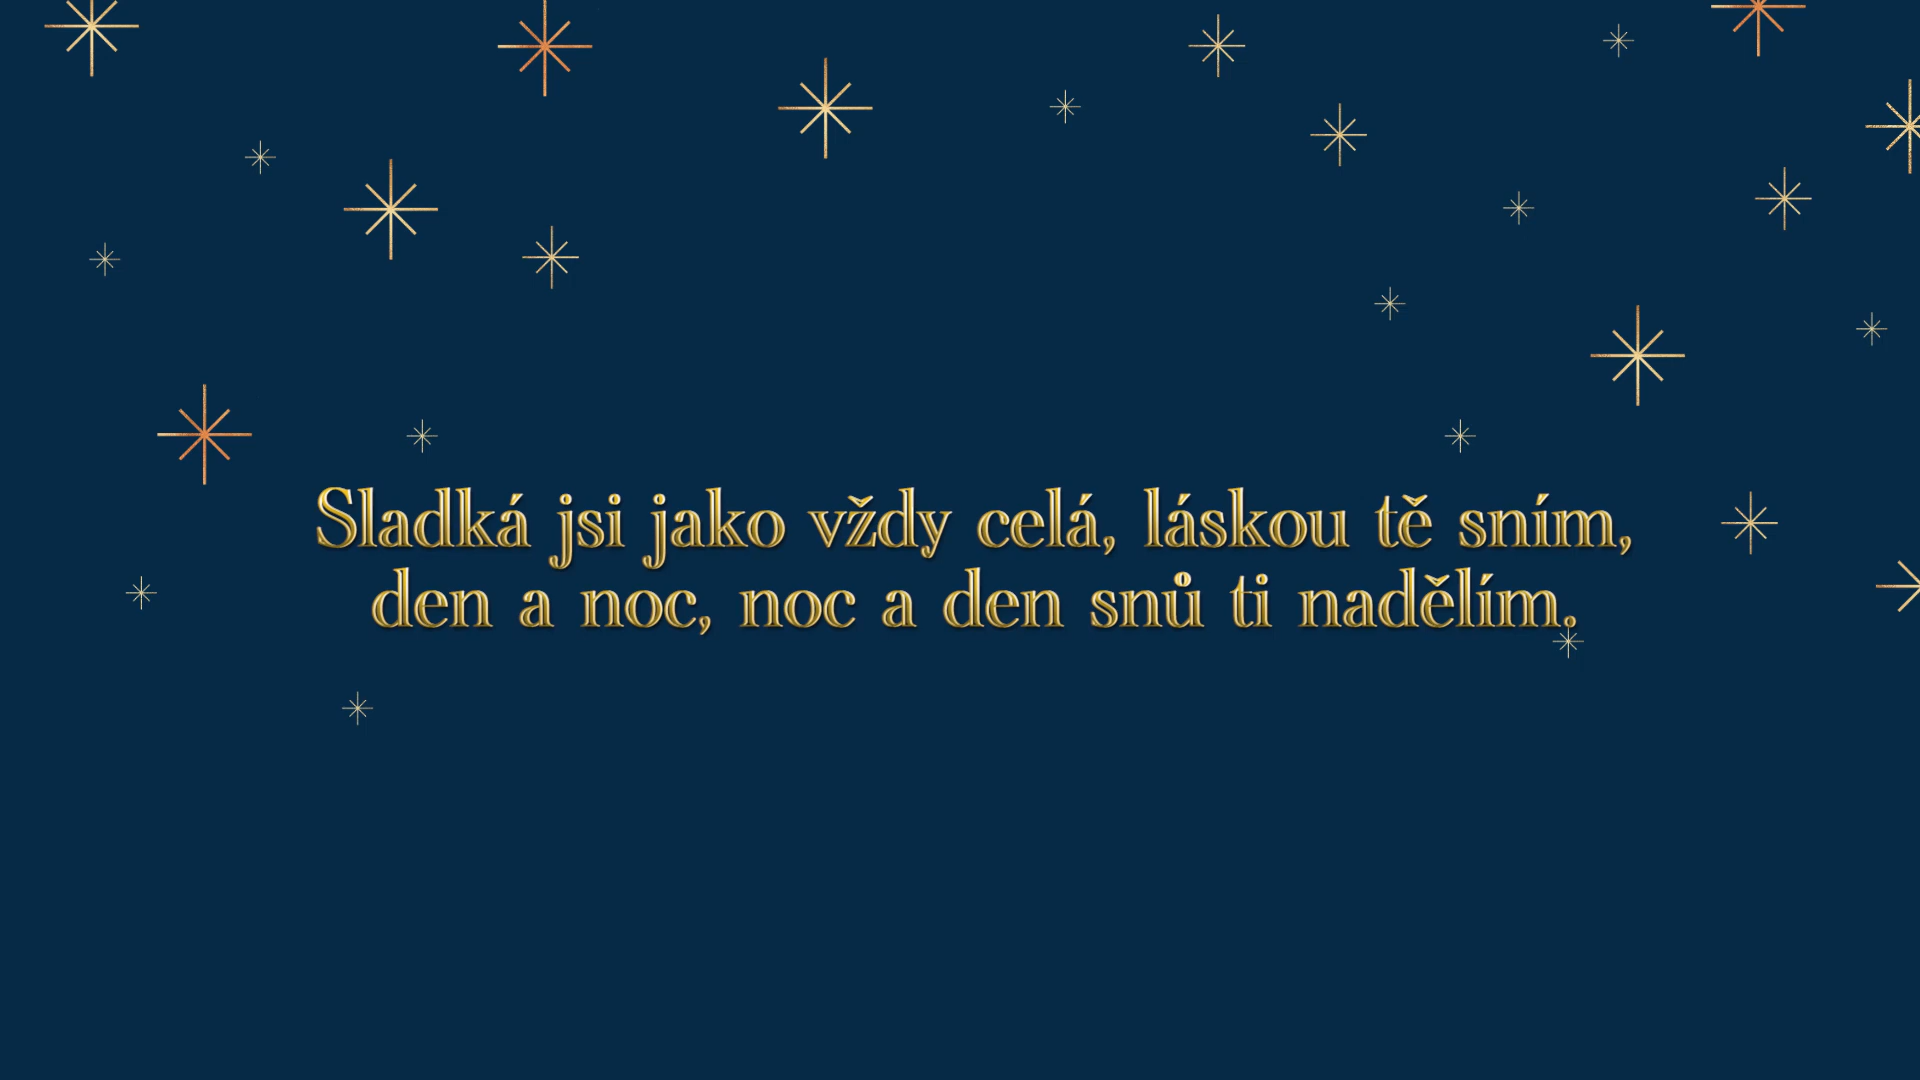 Sladká jsi jako vždy celá, láskou tě sním,
den a noc, noc a den snů ti nadělím.